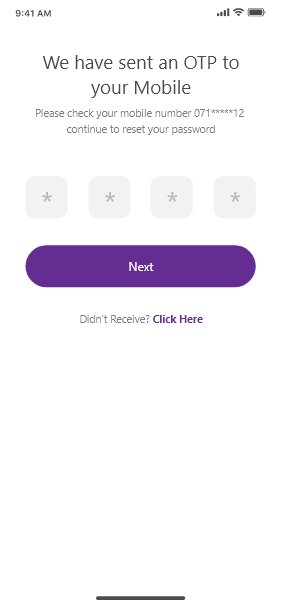 9:41 AM
We have sent an OTP to
your Mobile
Please check your mobile number 071*****12
continue to reset your password
* * * *
Next
Didn't Receive? Click Here